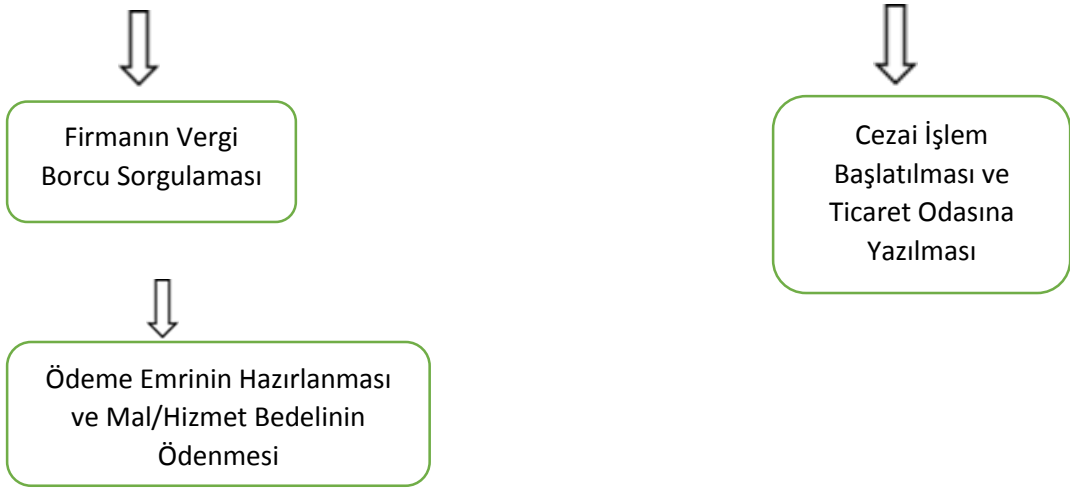 Firmanın Vergi
Borcu Sorgulaması
Cezai İşlem
Başlatılması ve
Ticaret Odasına
Yazılması
Ödeme Emrinin Hazırlanması
ve Mal/Hizmet Bedelinin
Ödenmesi